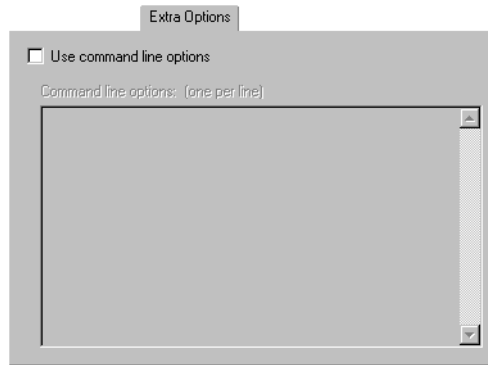 Extra Options
Use command line options
Command line options:  (one per line)